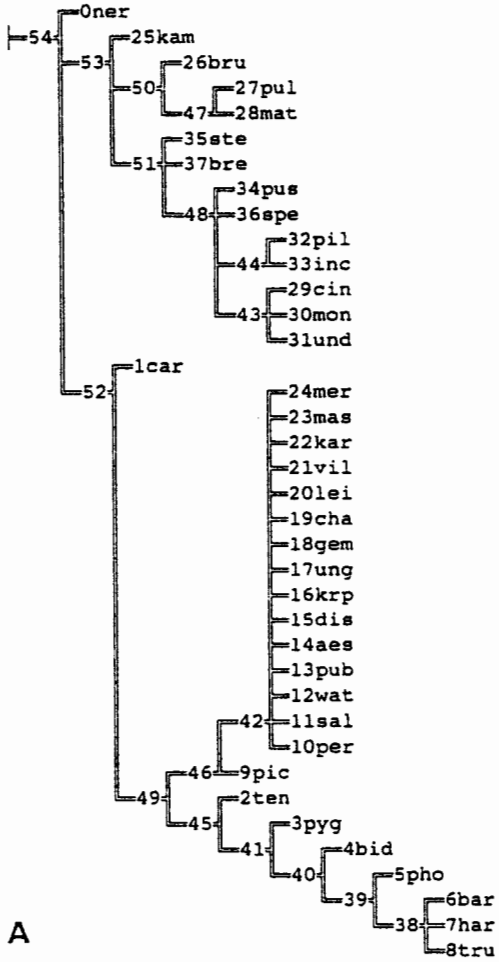 0ner
54
25kam
53
26bru
50
27pul
47 28mat
35ste
51 37bre
34pus
48 36spe
32pil
44 33inc
29cin
43 30mon
31und
1car
52 24mer
23mas
22kar
21vil
20lei
19cha
18gem
17ung
16krp
15dis
14aes
13pub
12wat
42 11sal
10per
46 9pic
49 2ten
45 3pyg
41 4bid
40 5pho
39 6bar
38 7har
8tru
A